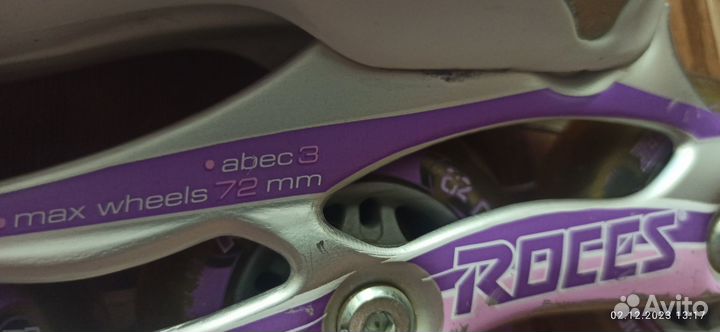 abec 3
max wheels 72 mm
ROCES
Avito
02.12.2023 13:17